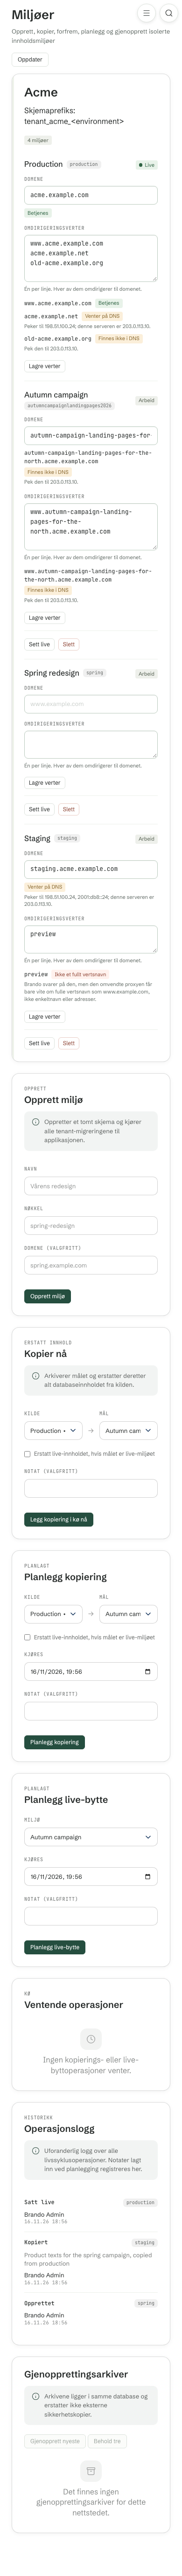 Miljøer
Opprett, kopier, forfrem, planlegg og gjenopprett isolerte
innholdsmiljøer
Oppdater
Acme
Skjemaprefiks:
tenant_acme_<environment>
4 miljøer
Production production Live
DOMENE
acme.example.com
Betjenes
OMDIRIGERINGSVERTER
www.acme.example.com
acme.example.net
old-acme.example.org
Én per linje. Hver av dem omdirigerer til domenet.
www.acme.example.com Betjenes
acme.example.net Venter på DNS
Peker til 198.51.100.24; denne serveren er 203.0.113.10.
old-acme.example.org Finnes ikke i DNS
Pek den til 203.0.113.10.
Lagre verter
Autumn campaign Arbeid
autumncampaignlandingpages2026
DOMENE
autumn-campaign-landing-pages-for-
autumn-campaign-landing-pages-for-the-
north.acme.example.com
Finnes ikke i DNS
Pek den til 203.0.113.10.
OMDIRIGERINGSVERTER
www.autumn-campaign-landing-
pages-for-the-
north.acme.example.com
Én per linje. Hver av dem omdirigerer til domenet.
www.autumn-campaign-landing-pages-for-
the-north.acme.example.com
Finnes ikke i DNS
Pek den til 203.0.113.10.
Lagre verter
Sett live Slett
Spring redesign spring Arbeid
DOMENE
www.example.com
OMDIRIGERINGSVERTER
Én per linje. Hver av dem omdirigerer til domenet.
Lagre verter
Sett live Slett
Staging staging Arbeid
DOMENE
staging.acme.example.com
Venter på DNS
Peker til 198.51.100.24, 2001:db8::24; denne serveren er
203.0.113.10.
OMDIRIGERINGSVERTER
preview
Én per linje. Hver av dem omdirigerer til domenet.
preview Ikke et fullt vertsnavn
Brando svarer på den, men den omvendte proxyen får
bare vite om fulle vertsnavn som www.example.com,
ikke enkeltnavn eller adresser.
Lagre verter
Sett live Slett
OPPRETT
Opprett miljø
Oppretter et tomt skjema og kjører
alle tenant-migreringene til
applikasjonen.
NAVN
Vårens redesign
NØKKEL
spring-redesign
DOMENE (VALGFRITT)
spring.example.com
Opprett miljø
ERSTATT INNHOLD
Kopier nå
Arkiverer målet og erstatter deretter
alt databaseinnholdet fra kilden.
KILDE MÁL
Production • → Autumn cam
Erstatt live-innholdet, hvis målet er live-miljøet
NOTAT (VALGFRITT)
Legg kopiering i kø nå
PLANLAGT
Planlegg kopiering
KILDE MÅL
Production • → Autumn cam
Erstatt live-innholdet, hvis målet er live-miljøet
KJØRES
16/11/2026, 19:56
NOTAT (VALGFRITT)
Planlegg kopiering
PLANLAGT
Planlegg live-bytte
MILJØ
Autumn campaign
KJØRES
16/11/2026, 19:56
NOTAT (VALGFRITT)
Planlegg live-bytte
KØ
Ventende operasjoner
Ingen kopierings- eller live-
byttoperasjoner venter.
HISTORIKK
Operasjonslogg
Uforanderlig logg over alle
livssyklusoperasjoner. Notater lagt
inn ved planlegging registreres her.
Satt live production
Brando Admin
16.11.26 18:56
Kopiert staging
Product texts for the spring campaign, copied
from production
Brando Admin
16.11.26 18:56
Opprettet spring
Brando Admin
16.11.26 18:56
Gjenopprettingsarkiver
Arkivene ligger i samme database og
erstatter ikke eksterne
sikkerhetskopier.
Gjenopprett nyeste Behold tre
Det finnes ingen
gjenopprettingsarkiver for dette
nettstedet.